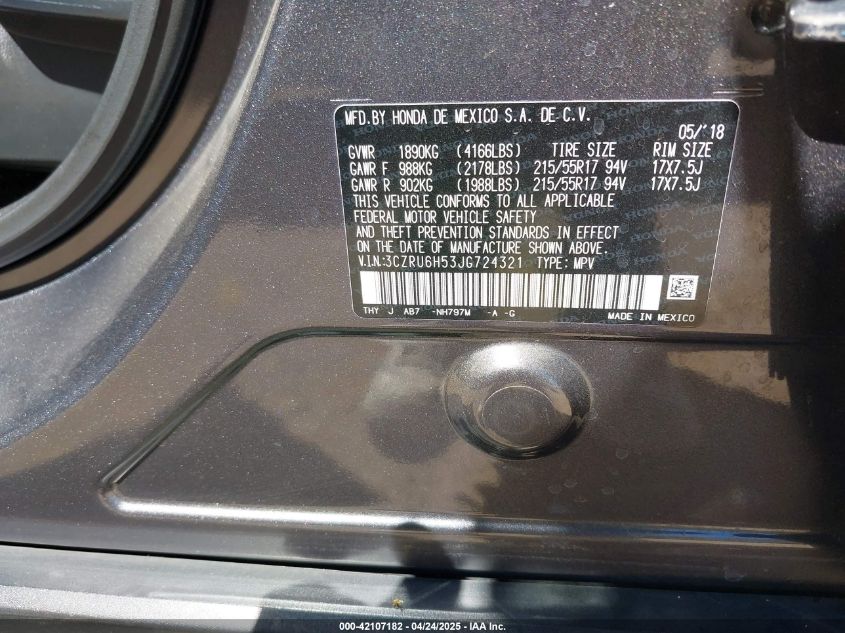 MFD.BY HONDA DE MEXICO S.A. DE C.V.
05/'18
GVWR 1890KG (4166LBS) TIRE SIZE RIM SIZE
GAWR F 988KG (2178LBS) 215/55R17 94V 17X7.5J
GAWR R 902KG (1988LBS) 215/55R17 94V 17X7.5J
THIS VEHICLE CONFORMS TO ALL APPLICABLE
FEDERAL MOTOR VEHICLE SAFETY
AND THEFT PREVENTION STANDARDS IN EFFECT
ON THE DATE OF MANUFACTURE SHOWN ABOVE.
V.I.N:3CZRU6H53JG724321 TYPE: MPV
THY J AB7 -NH797M -A -G
MADE IN MEXICO
000-42107182 - 04/24/2025 - IAA Inc.